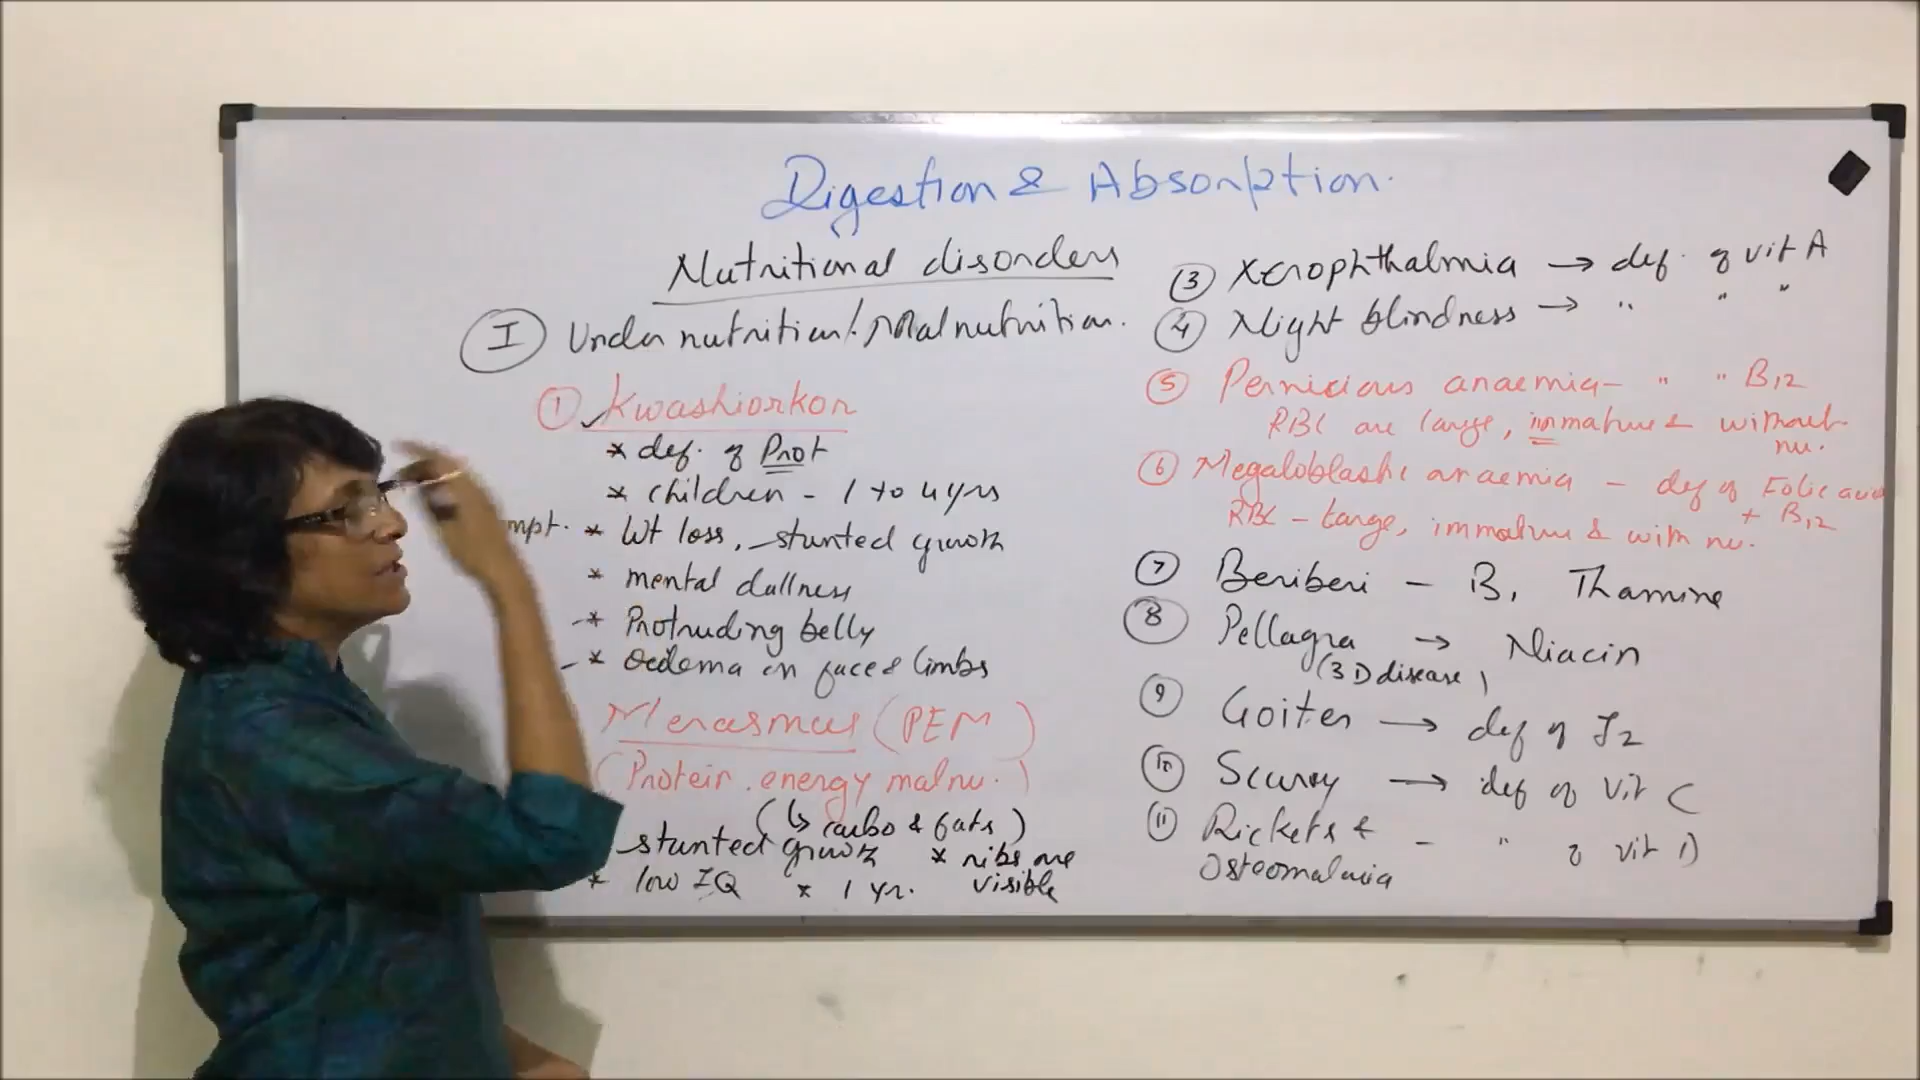 Digestion & Absorption.
Nutritional disorders
I Under nutrition/Malnutrition.
1 Kwashiorkor
* def. of Prot
* children - 1 to 4 yrs
mpt. * Wt loss, stunted growth
* mental dullness
* Protruding belly
* Oedema on face & limbs
Merasmus (PEM)
(Protein.energy malnu.)
(↳ carbo & fats)
stunted growth * ribs are visible
* low IQ * 1 yr.
3 Xerophthalmia → def. of vit A
4 Night blindness → " " "
5 Pernicious anaemia - " " B12
RBC are large, immature & without nu.
6 Megaloblastic anaemia - def of Folic acid + B12
RBC - Large, immature & with nu.
7 Beriberi - B1 Thamine
8 Pellagra → Niacin
(3D disease)
9 Goiter → def of I2
10 Scurvy → def of vit C
11 Rickets & Osteomalacia - " of vit D